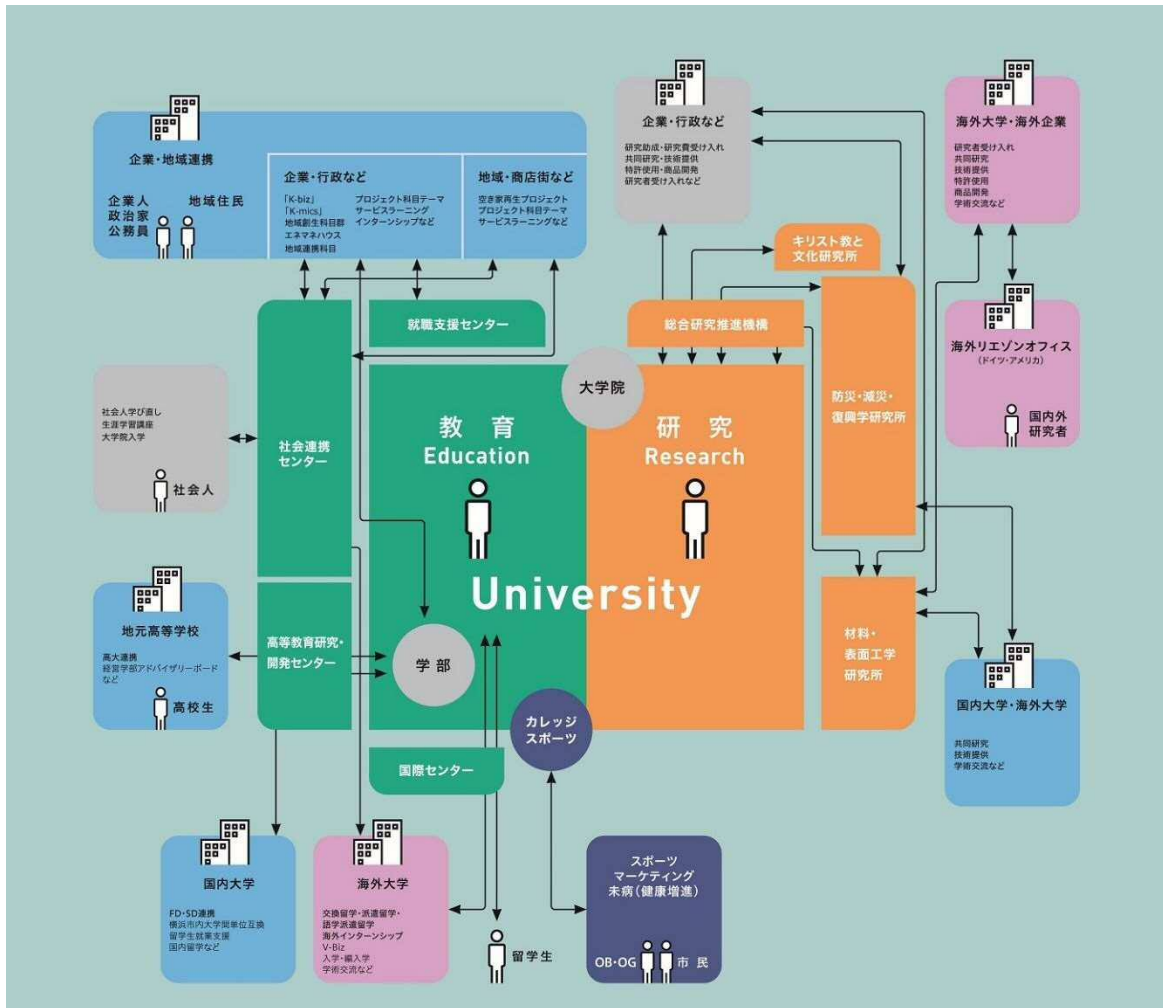 企業・地域連携
企業人
政治家
公務員
地域住民
企業・行政など
「K-biz」
「K-mics」
地域創生科目群
エネマネハウス
地域連携科目
プロジェクト科目テーマ
サービスラーニング
インターンシップなど
地域・商店街など
空き家再生プロジェクト
プロジェクト科目テーマ
サービスラーニングなど
企業・行政など
研究助成・研究費受け入れ
共同研究・技術提供
特許使用・商品開発
研究者受け入れなど
海外大学・海外企業
研究者受け入れ
共同研究
技術提供
特許使用
商品開発
学術交流など
キリスト教と
文化研究所
就職支援センター
総合研究推進機構
海外リエゾンオフィス
(ドイツ・アメリカ)
国内外
研究者
社会人学び直し
生涯学習講座
大学院入学
社会人
社会連携
センター
教育
Education
大学院
研究
Research
防災・減災・
復興学研究所
University
地元高等学校
高大連携
経営学部アドバイザリーボード
など
高校生
高等教育研究・
開発センター
学部
カレッジ
スポーツ
材料・
表面工学
研究所
国内大学・海外大学
共同研究
技術提供
学術交流など
国際センター
国内大学
FD・SD連携
横浜市内大学間単位互換
留学生就業支援
国内留学など
海外大学
交換留学・派遣留学・
語学派遣留学
海外インターンシップ
V-Biz
入学・編入学
学術交流など
留学生
スポーツ
マーケティング
未病(健康増進)
OB・OG
市民